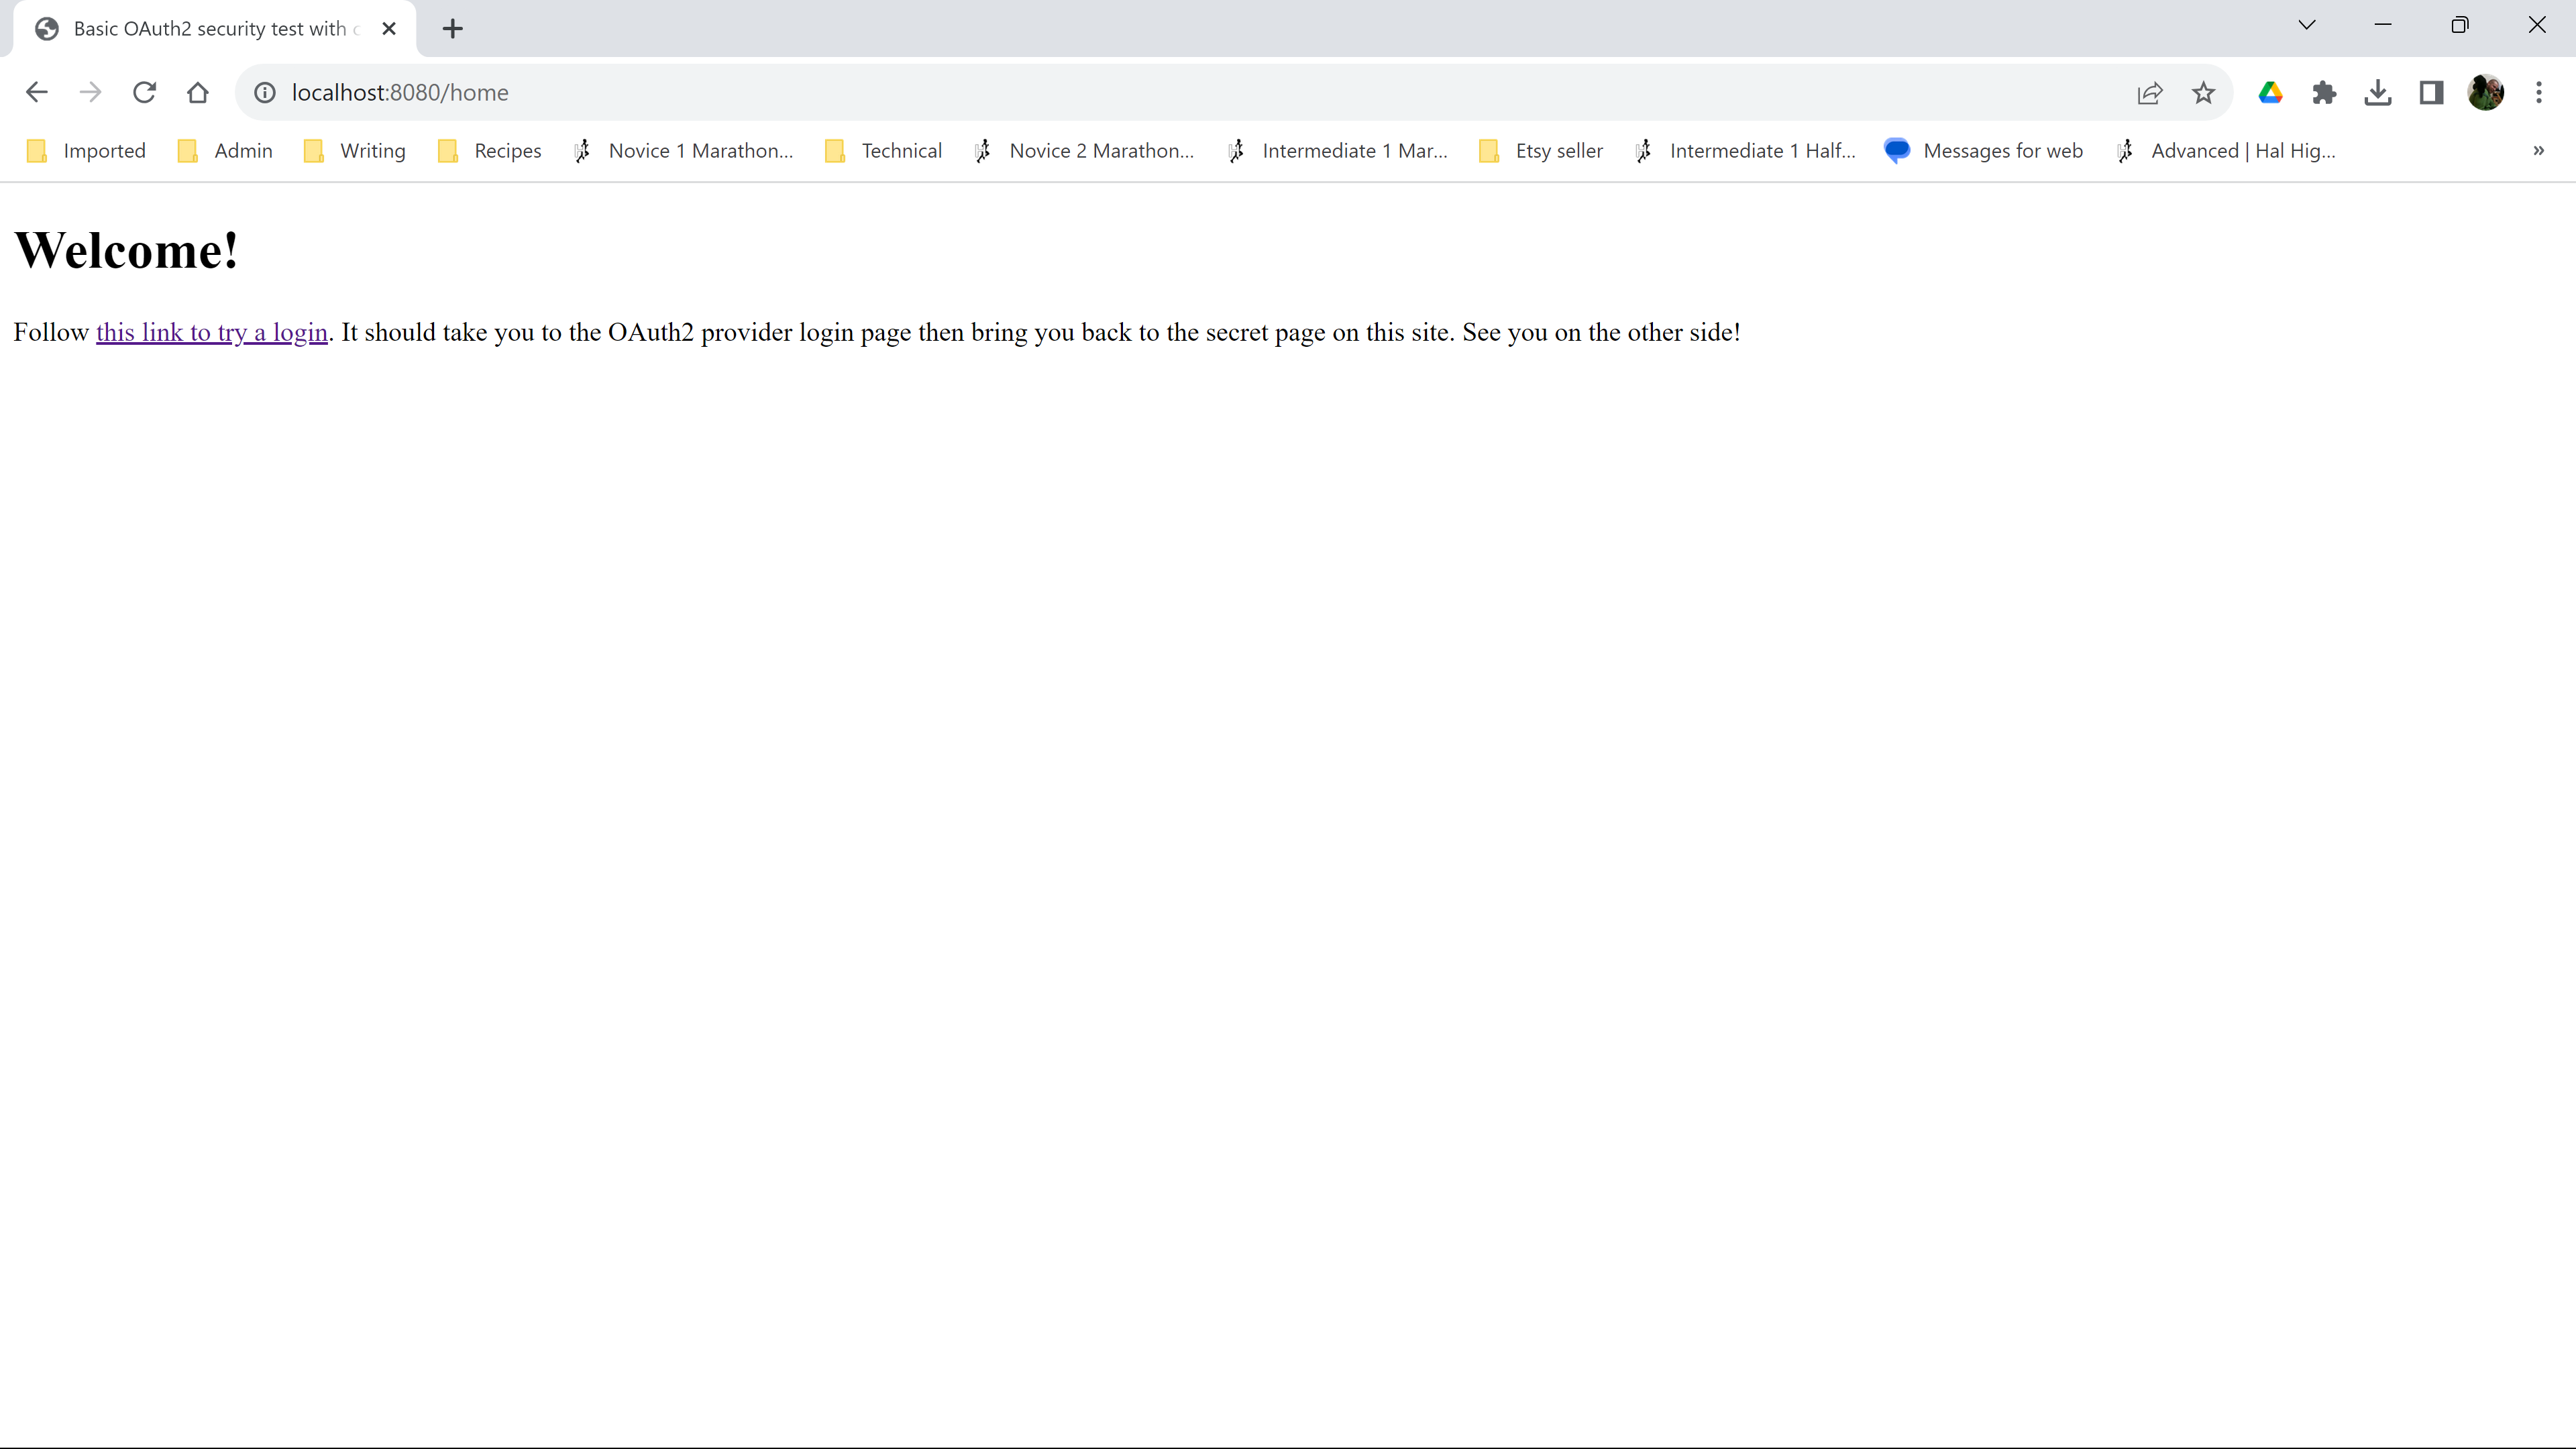 Basic OAuth2 security test with
localhost:8080/home
Imported Admin Writing Recipes Novice 1 Marathon... Technical Novice 2 Marathon... Intermediate 1 Mar... Etsy seller Intermediate 1 Half... Messages for web Advanced | Hal Hig... »
Welcome!
Follow this link to try a login. It should take you to the OAuth2 provider login page then bring you back to the secret page on this site. See you on the other side!